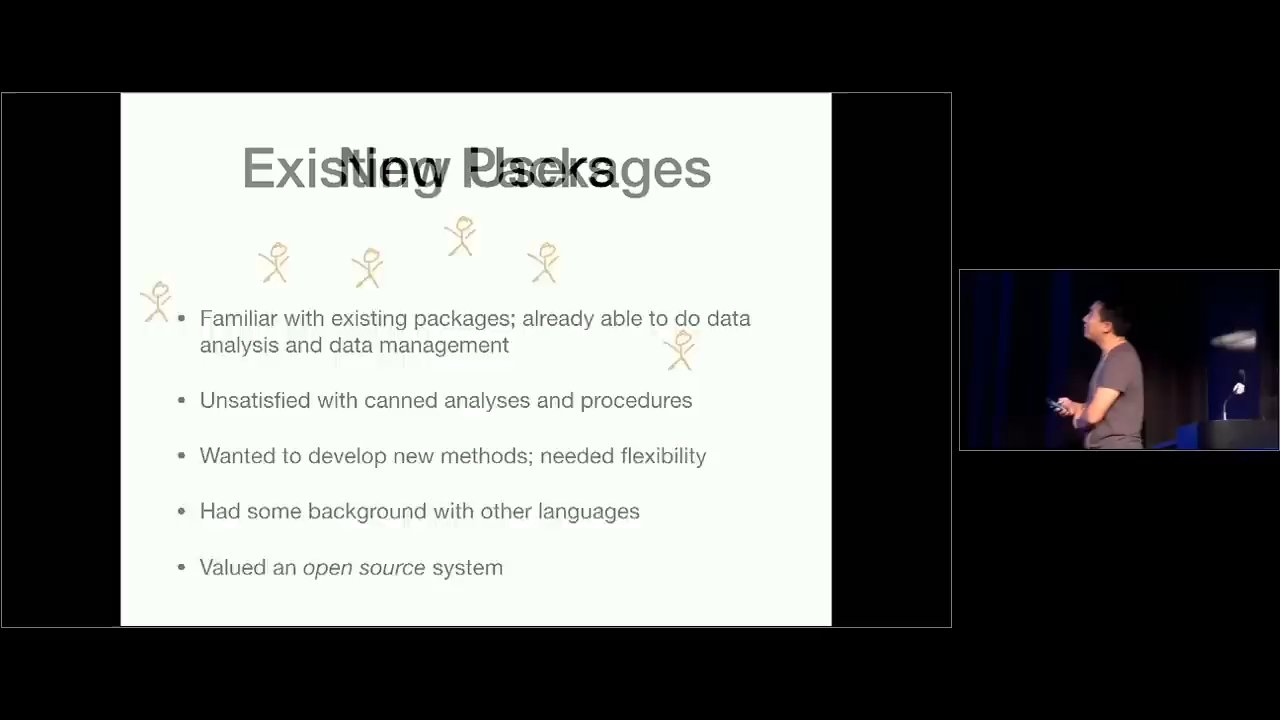 Existing Packages
New Users
• Familiar with existing packages; already able to do data
analysis and data management
• Unsatisfied with canned analyses and procedures
• Wanted to develop new methods; needed flexibility
• Had some background with other languages
• Valued an open source system